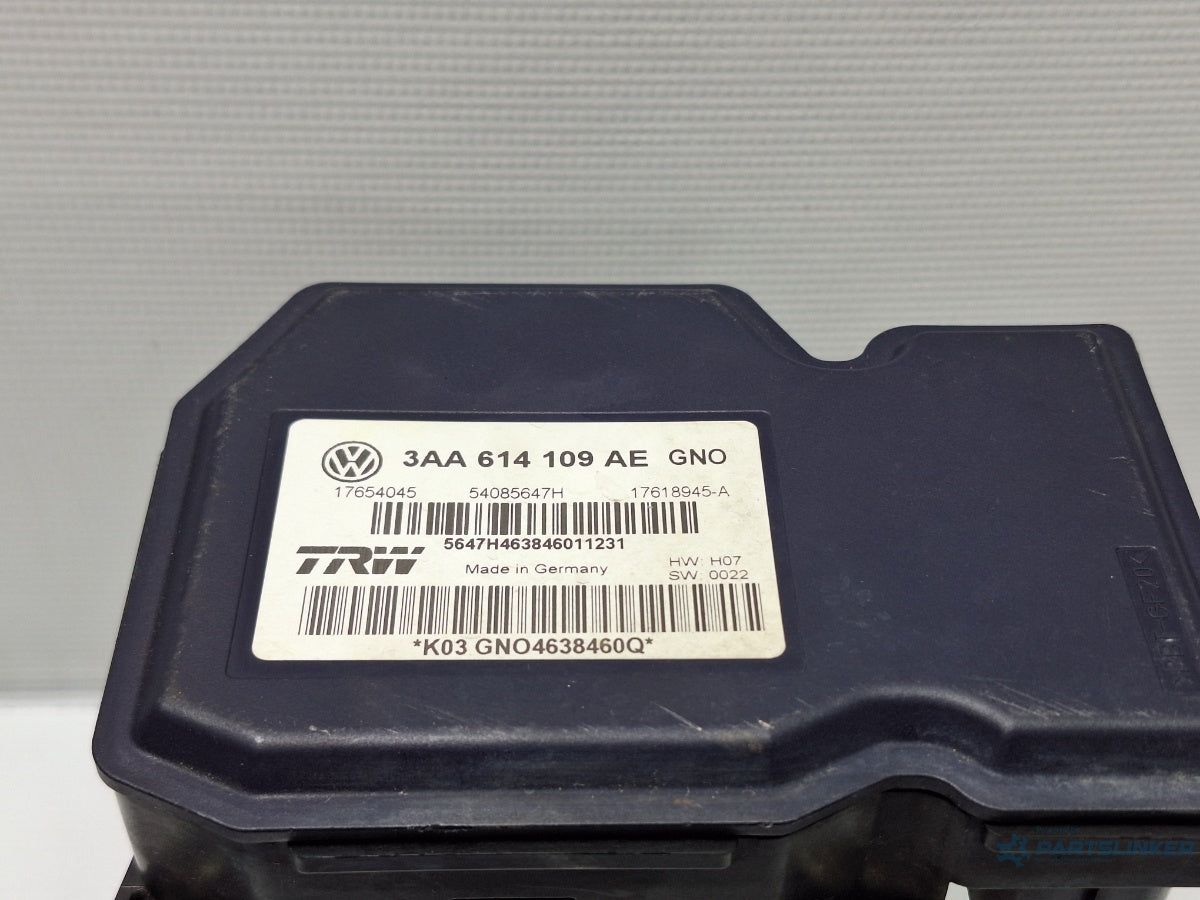 3AA 614 109 AE GNO
17654045 54085647H 17618945-A
5647H463846011231
TRW Made in Germany HW: H07
SW: 0022
*K03 GNO4638460Q*
PARTSLINKER